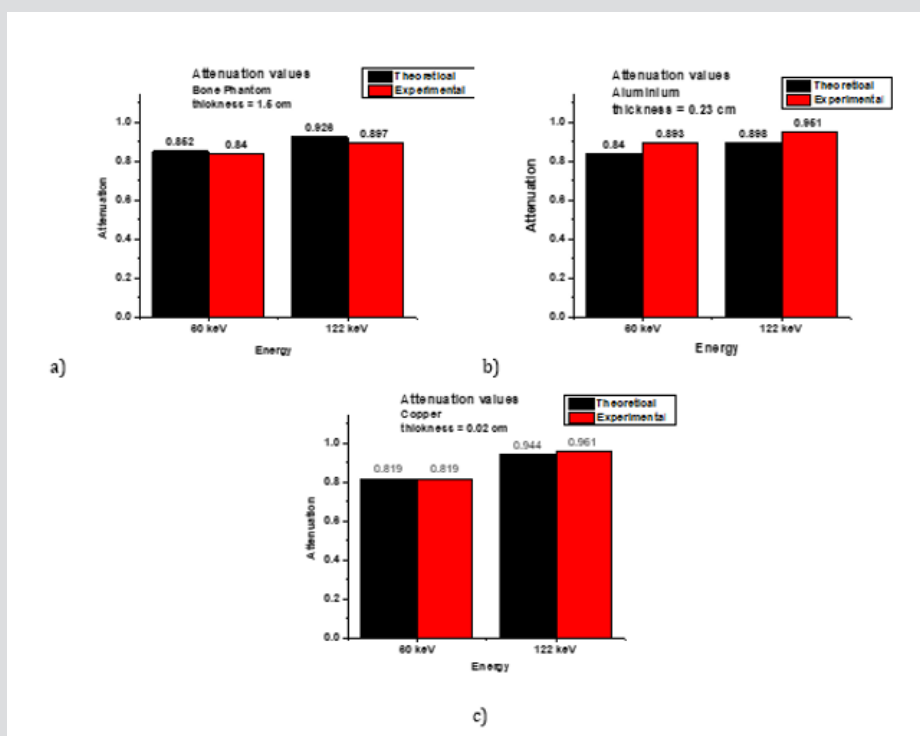 Attenuation values
Bone Phantom
thickness = 1.5 cm
Theoretical
Experimental
1.0
0.8
0.6
0.4
0.2
0.0
Attenuation
0.852
0.84
0.926
0.897
60 keV
122 keV
Energy
a)
Attenuation values
Aluminium
thickness = 0.23 cm
Theoretical
Experimental
1.0
0.8
0.6
0.4
0.2
0.0
Attenuation
0.84
0.893
0.898
0.951
60 keV
122 keV
Energy
b)
Attenuation values
Copper
thickness = 0.02 cm
Theoretical
Experimental
1.0
0.8
0.6
0.4
0.2
0.0
Attenuation
0.819
0.819
0.944
0.961
60 keV
122 keV
Energy
c)